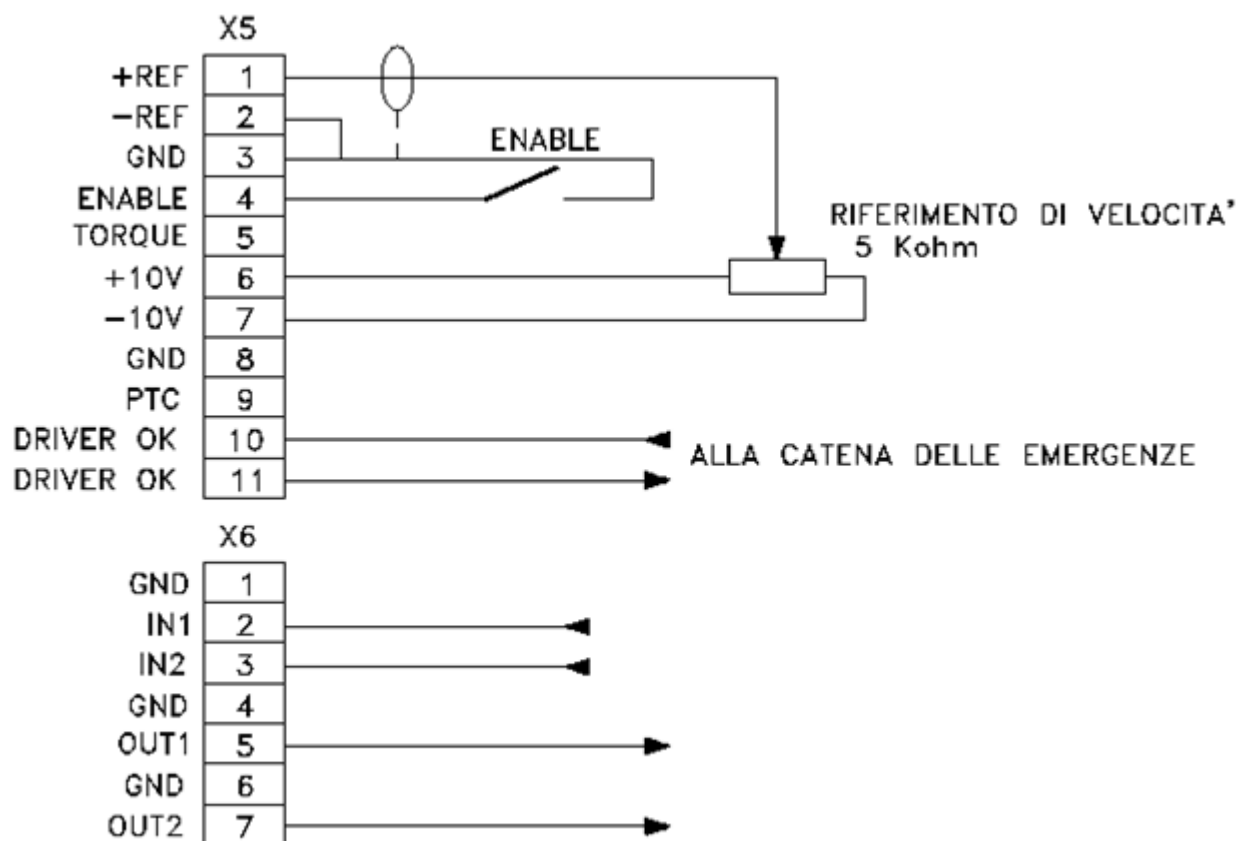 X5
+REF 1
-REF 2
GND 3
ENABLE
ENABLE 4
TORQUE 5
RIFERIMENTO DI VELOCITA'
5 Kohm
+10V 6
-10V 7
GND 8
PTC 9
DRIVER OK 10
ALLA CATENA DELLE EMERGENZE
DRIVER OK 11
X6
GND 1
IN1 2
IN2 3
GND 4
OUT1 5
GND 6
OUT2 7